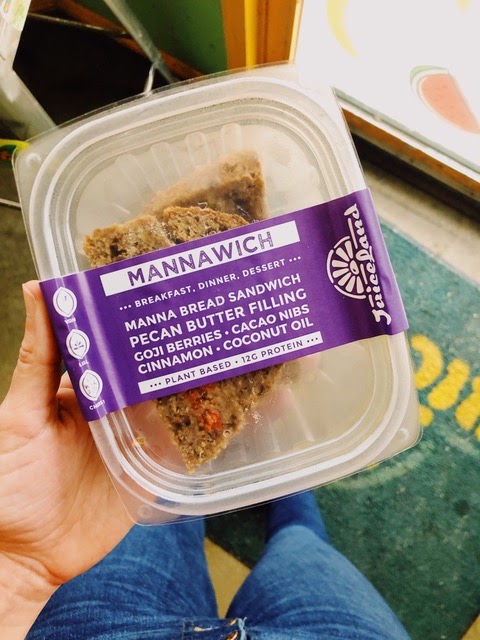 MANNAWICH
••• BREAKFAST, DINNER, DESSERT •••
MANNA BREAD SANDWICH
PECAN BUTTER FILLING
GOJI BERRIES • CACAO NIBS
CINNAMON • COCONUT OIL
••• PLANT BASED • 12G PROTEIN •••
JuiceLand